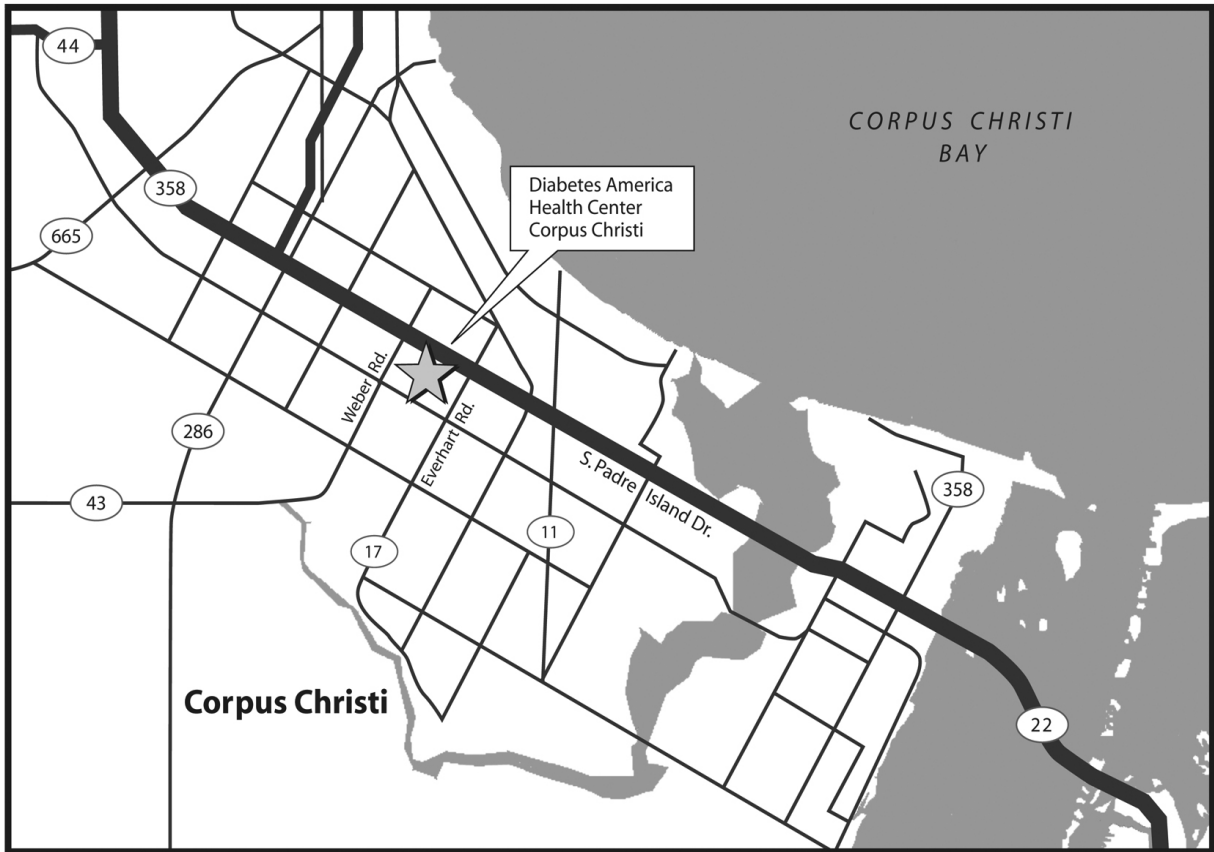 44
CORPUS CHRISTI
BAY
358
Diabetes America
Health Center
Corpus Christi
665
Weber Rd.
Everhart Rd.
286
S. Padre Island Dr.
358
43
11
17
Corpus Christi
22